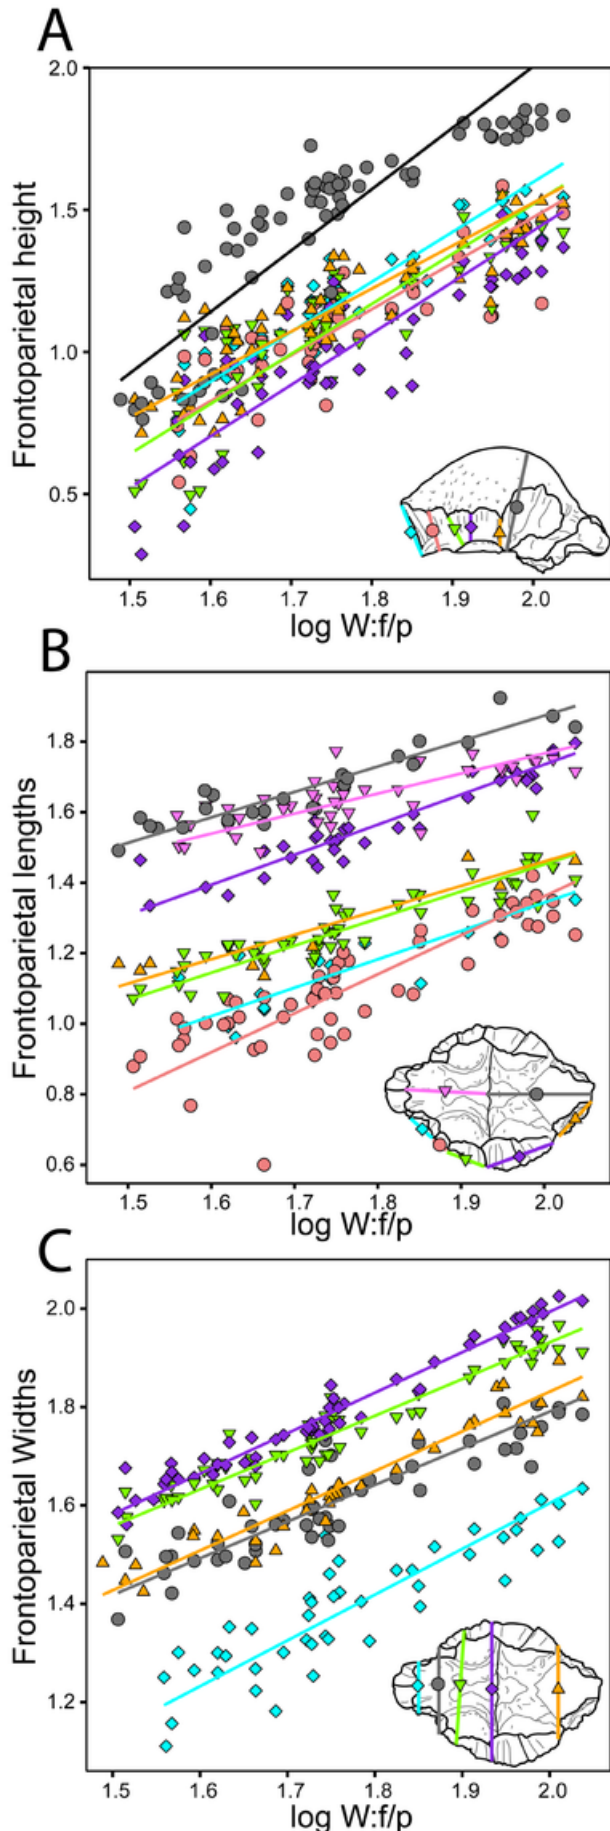 A
2.0
1.5
1.0
0.5
Frontoparietal height
1.5 1.6 1.7 1.8 1.9 2.0
log W:f/p
B
1.8
1.6
1.4
1.2
1.0
0.8
0.6
Frontoparietal lengths
1.5 1.6 1.7 1.8 1.9 2.0
log W:f/p
C
2.0
1.8
1.6
1.4
1.2
Frontoparietal Widths
1.5 1.6 1.7 1.8 1.9 2.0
log W:f/p